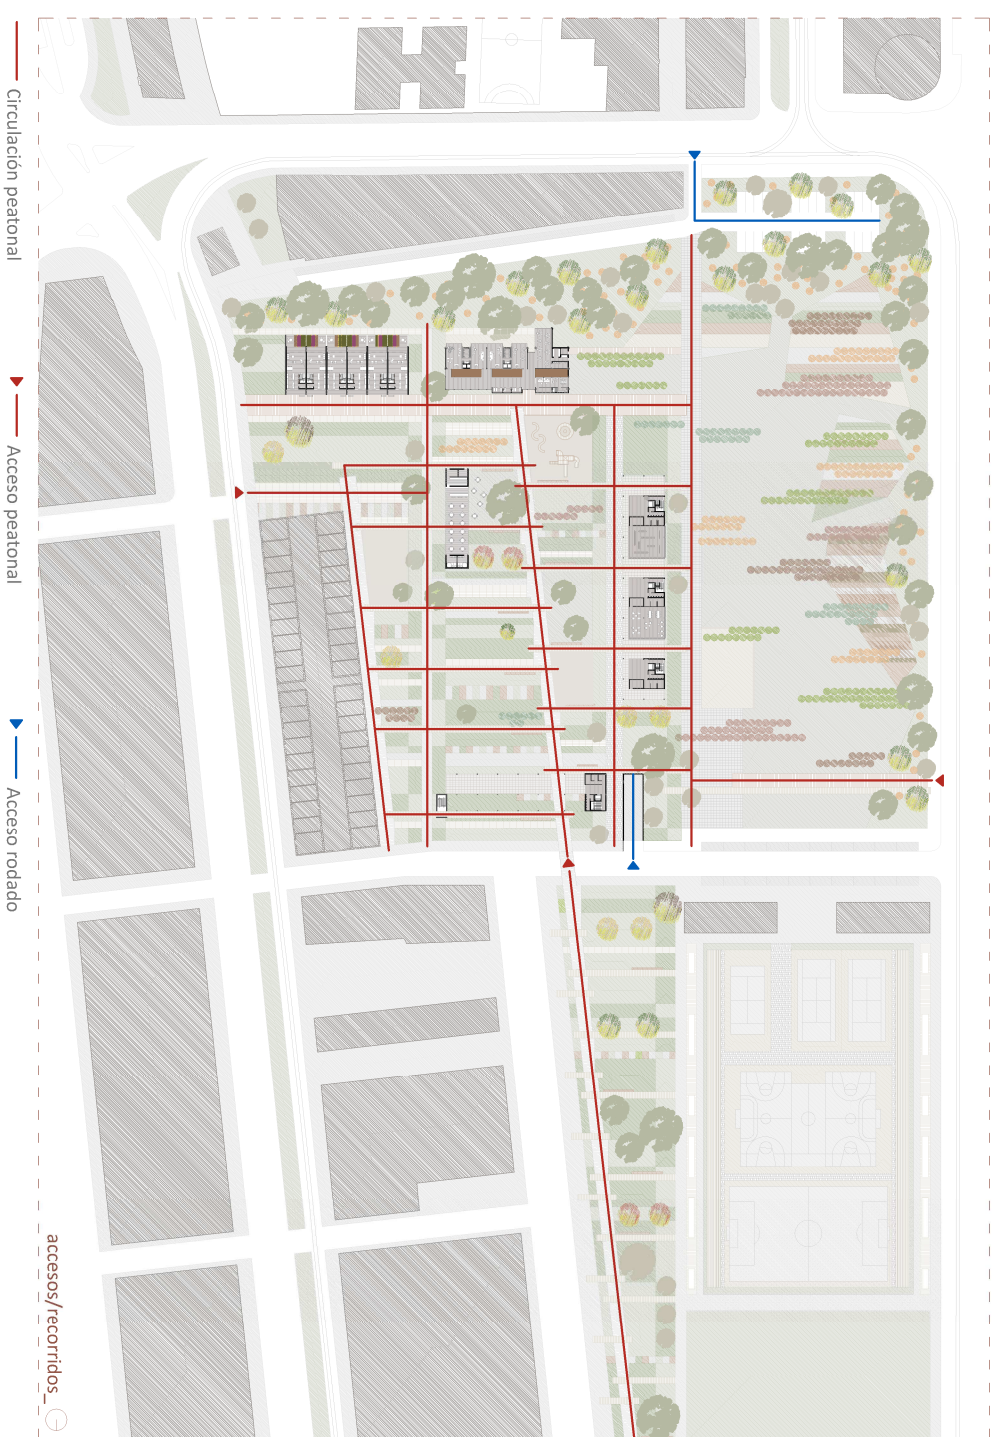 Circulación peatonal
Acceso peatonal
Acceso rodado
accesos/recorridos_